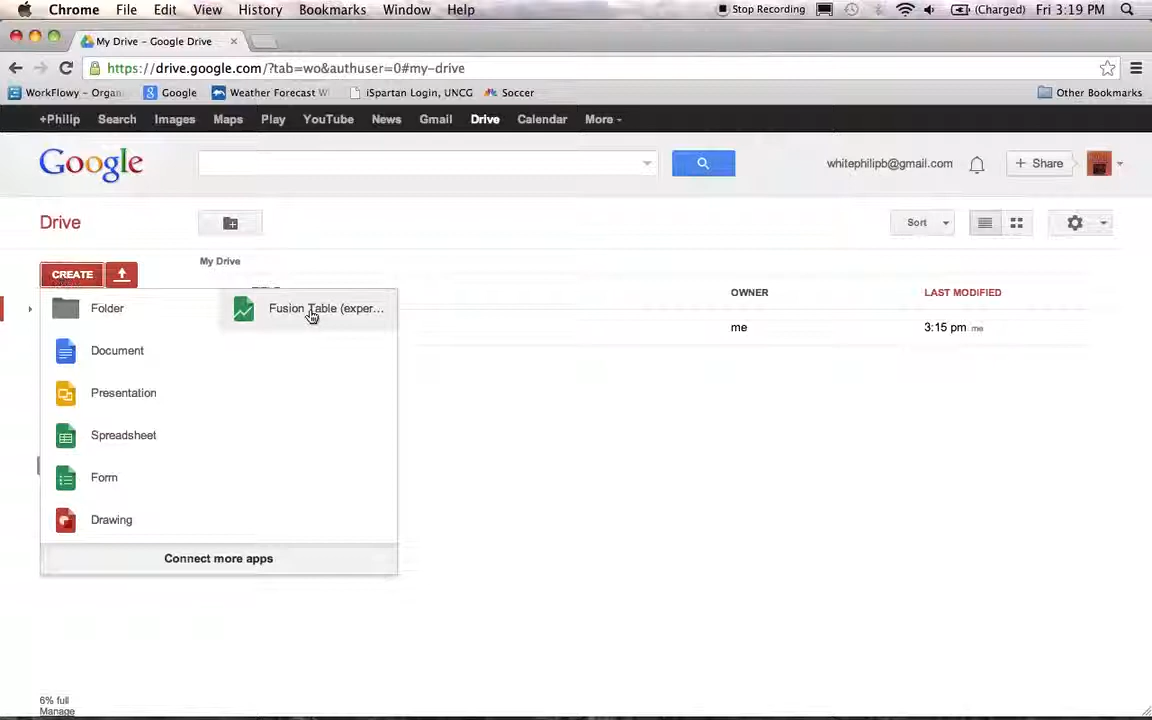 Chrome File Edit View History Bookmarks Window Help Stop Recording (Charged) Fri 3:19 PM
My Drive – Google Drive
https://drive.google.com/?tab=wo&authuser=0#my-drive
WorkFlowy – Organ Google Weather Forecast W iSpartan Login, UNCG Soccer Other Bookmarks
+Philip Search Images Maps Play YouTube News Gmail Drive Calendar More
Google whitephilipb@gmail.com + Share
Drive Sort
My Drive
CREATE
OWNER LAST MODIFIED
Folder Fusion Table (exper...
me 3:15 pm me
Document
Presentation
Spreadsheet
Form
Drawing
Connect more apps
6% full
Manage